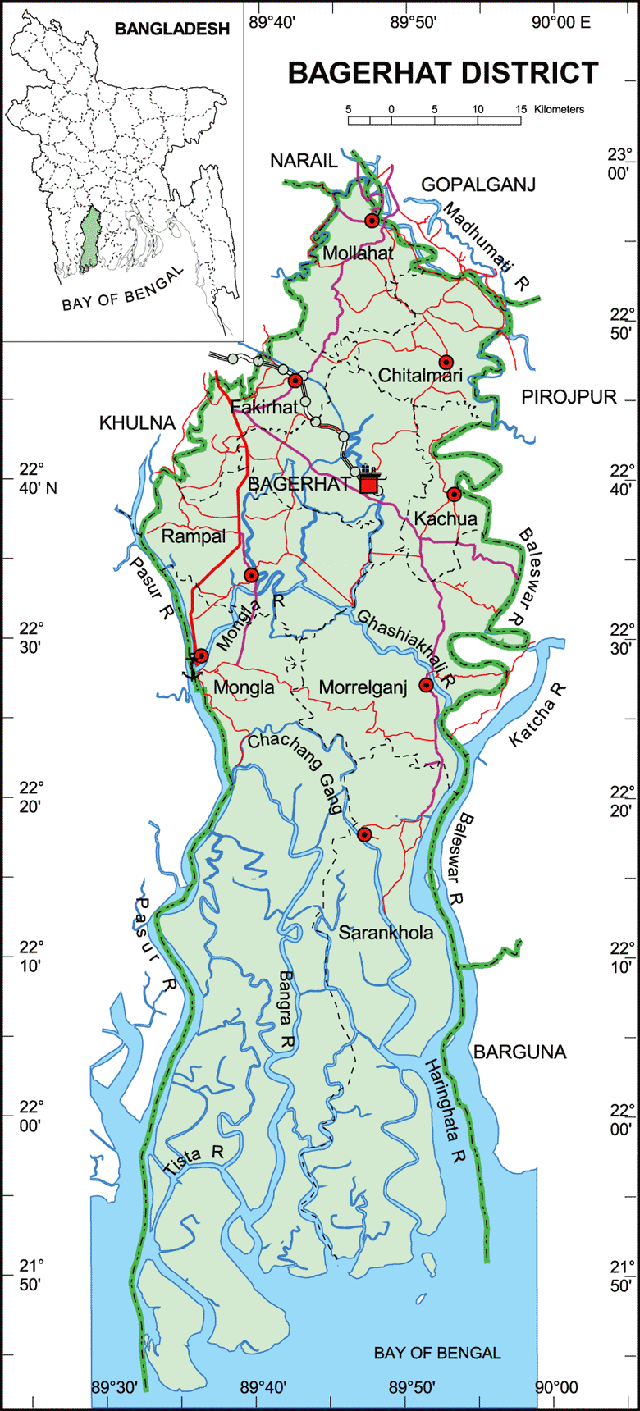 89°40'
89°50'
90°00 E
BANGLADESH
BAY OF BENGAL
BAGERHAT DISTRICT
5 0 5 10 15 Kilometers
23°
00'
NARAIL
GOPALGANJ
Madhumati R
Mollahat
22°
50'
Chitalmari
PIROJPUR
Fakirhat
KHULNA
22°
40' N
22°
40'
BAGERHAT
Kachua
Rampal
Baleswar R
Pasur R
Mongla R
Ghashiakhali R
22°
30'
22°
30'
Mongla
Morrelganj
Katcha R
Chachang Gang
22°
20'
22°
20'
Baleswar R
Pasur R
Sarankhola
22°
10'
22°
10'
Bangra R
BARGUNA
Haringhata R
22°
00'
22°
00'
Tista R
21°
50'
21°
50'
BAY OF BENGAL
89°30'
89°40'
89°50'
90°00